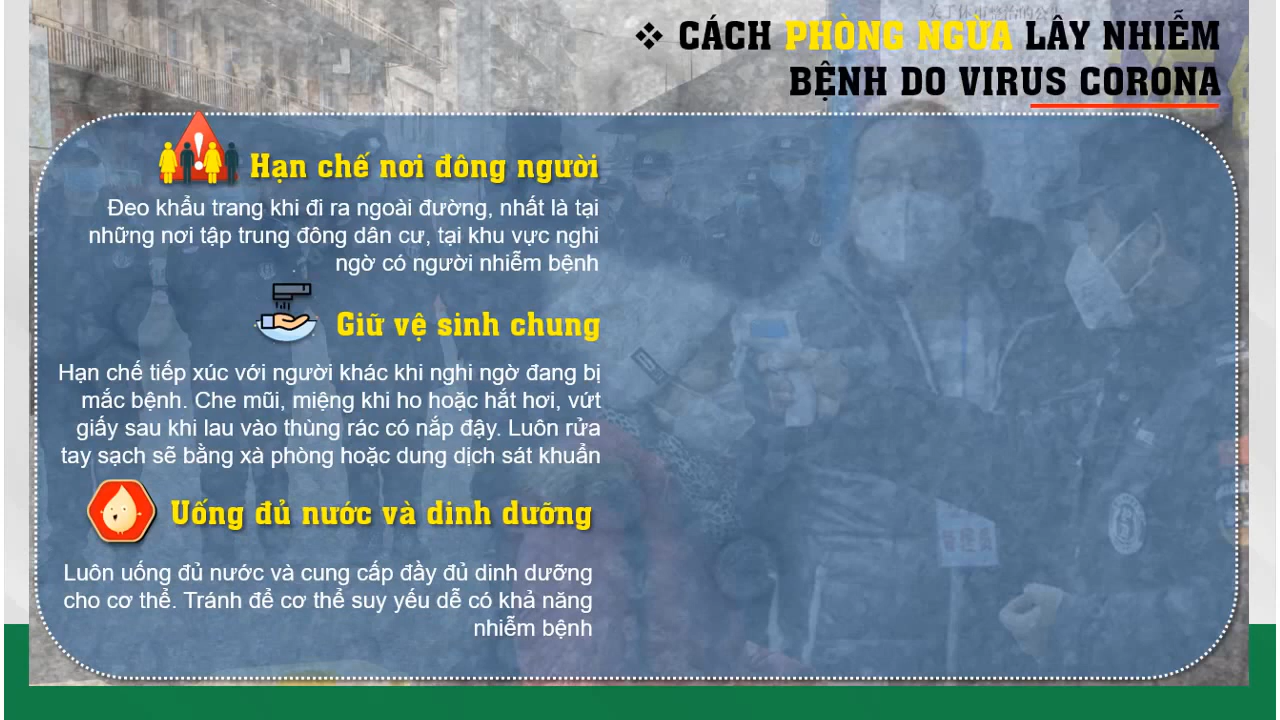 ❖ CÁCH PHÒNG NGỪA LÂY NHIỄM
BỆNH DO VIRUS CORONA
Hạn chế nơi đông người
Đeo khẩu trang khi đi ra ngoài đường, nhất là tại
những nơi tập trung đông dân cư, tại khu vực nghi
ngờ có người nhiễm bệnh
Giữ vệ sinh chung
Hạn chế tiếp xúc với người khác khi nghi ngờ đang bị
mắc bệnh. Che mũi, miệng khi ho hoặc hắt hơi, vứt
giấy sau khi lau vào thùng rác có nắp đậy. Luôn rửa
tay sạch sẽ bằng xà phòng hoặc dung dịch sát khuẩn
Uống đủ nước và dinh dưỡng
Luôn uống đủ nước và cung cấp đầy đủ dinh dưỡng
cho cơ thể. Tránh để cơ thể suy yếu dễ có khả năng
nhiễm bệnh